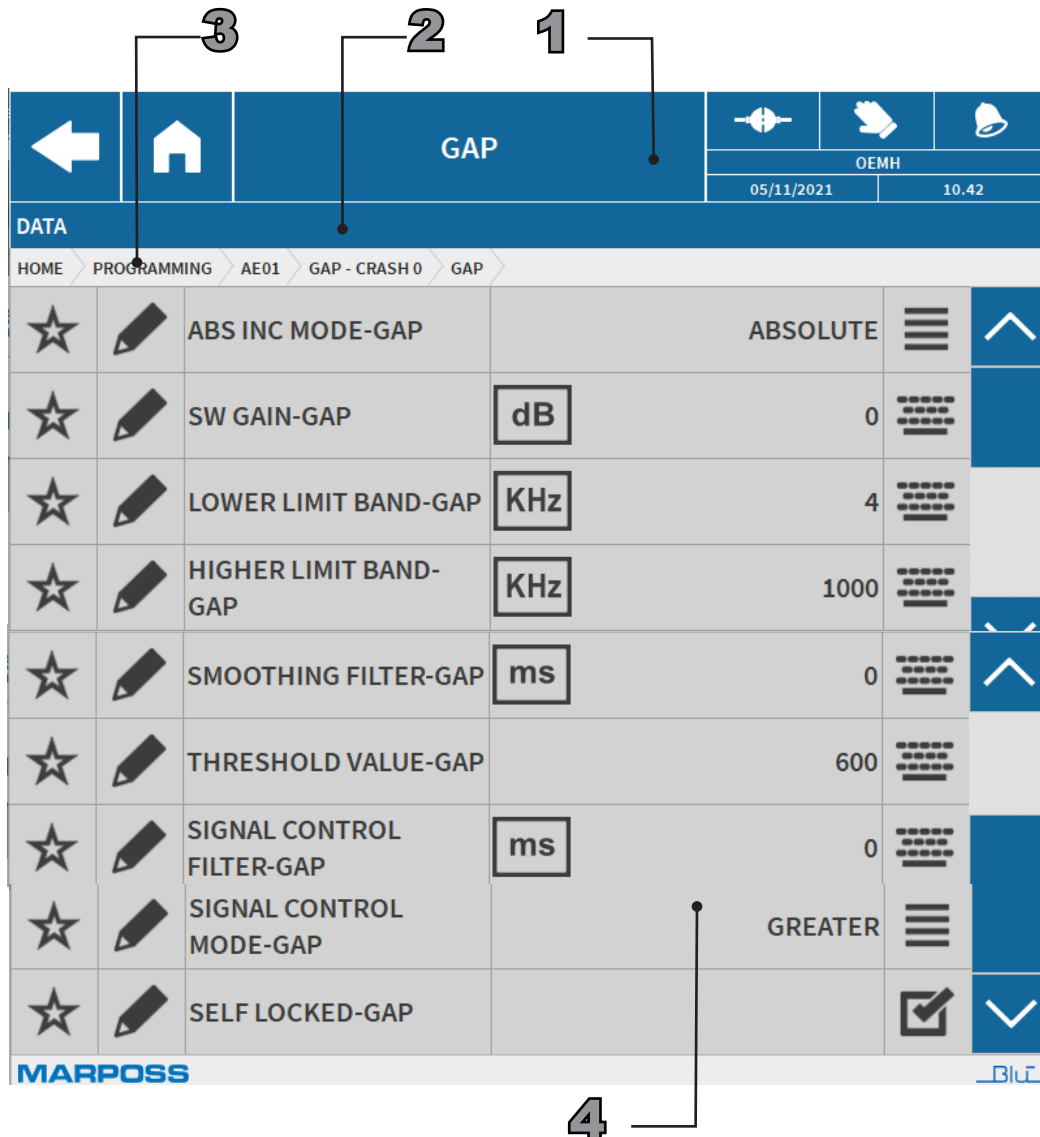 3 2 1
GAP
OEMH
05/11/2021 10.42
DATA
HOME PROGRAMMING AE01 GAP - CRASH 0 GAP
ABS INC MODE-GAP ABSOLUTE
SW GAIN-GAP dB 0
LOWER LIMIT BAND-GAP KHz 4
HIGHER LIMIT BAND-
GAP KHz 1000
SMOOTHING FILTER-GAP ms 0
THRESHOLD VALUE-GAP 600
SIGNAL CONTROL
FILTER-GAP ms 0
SIGNAL CONTROL
MODE-GAP GREATER
SELF LOCKED-GAP
MARPOSS Blù
4